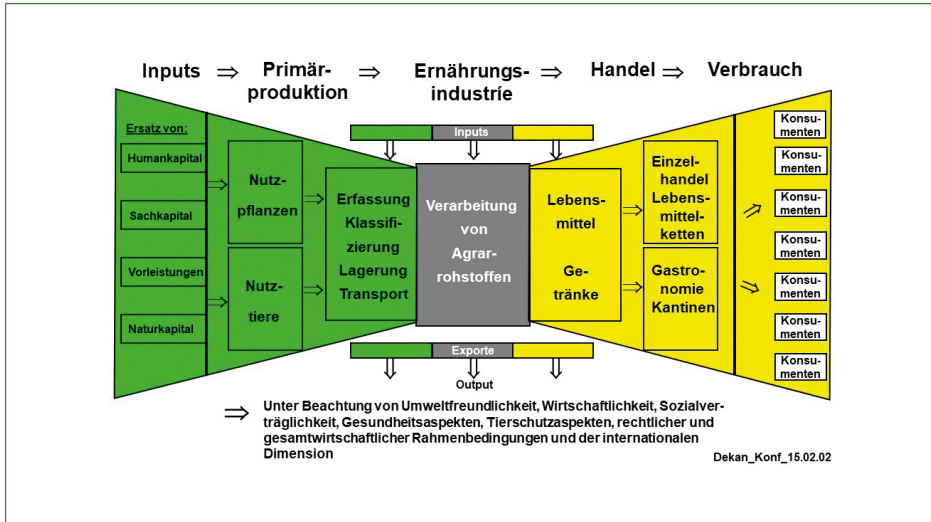 Inputs ⇒ Primär-produktion ⇒ Ernährungs-industríe ⇒ Handel ⇒ Verbrauch
Ersatz von:
Humankapital
Sachkapital
Vorleistungen
Naturkapital
Nutz-
pflanzen
Nutz-
tiere
Erfassung
Klassifi-
zierung
Lagerung
Transport
Inputs
Verarbeitung
von
Agrar-
rohstoffen
Exporte
Output
Lebens-
mittel
Ge-
tränke
Einzel-
handel
Lebens-
mittel-
ketten
Gastro-
nomie
Kantinen
Konsu-
menten
Konsu-
menten
Konsu-
menten
Konsu-
menten
Konsu-
menten
Konsu-
menten
Konsu-
menten
⇒ Unter Beachtung von Umweltfreundlichkeit, Wirtschaftlichkeit, Sozialver-
träglichkeit, Gesundheitsaspekten, Tierschutzaspekten, rechtlicher und
gesamtwirtschaftlicher Rahmenbedingungen und der internationalen
Dimension
Dekan_Konf_15.02.02